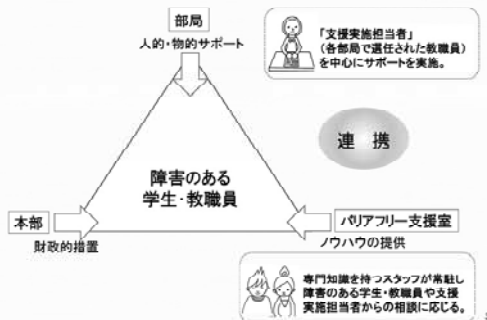 部局
人的・物的サポート
「支援実施担当者」
(各部局で選任された教職員)
を中心にサポートを実施。
連 携
障害のある
学生・教職員
本部
財政的措置
バリアフリー支援室
ノウハウの提供
専門知識を持つスタッフが常駐し
障害のある学生・教職員や支援
実施担当者からの相談に応じる。